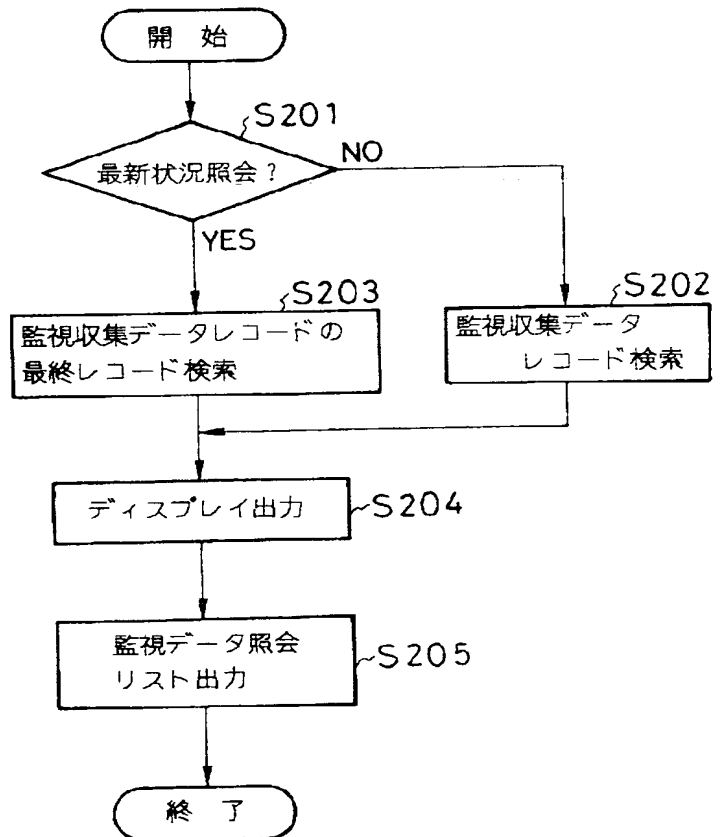 開 始
S201
最新状況照会?
NO
YES
S203
監視収集データレコードの
最終レコード検索
S202
監視収集データ
レコード検索
ディスプレイ出力
S204
監視データ照会
リスト出力
S205
終 了